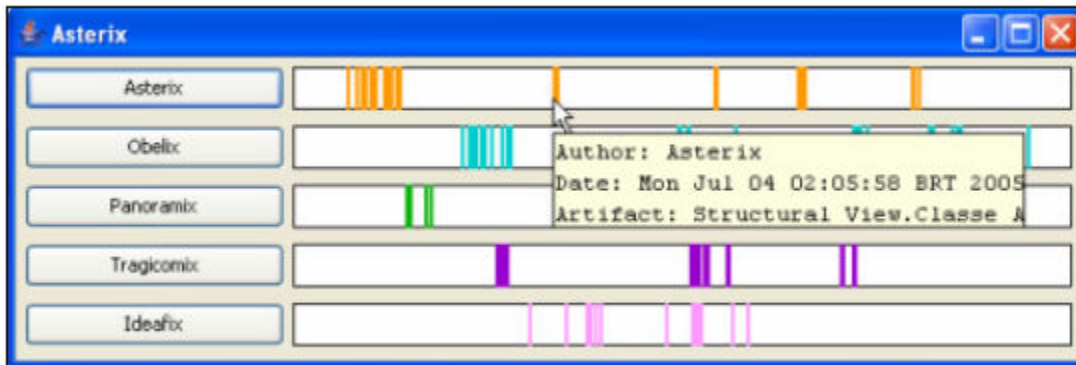 Asterix
Asterix
Obelix
Author: Asterix
Date: Mon Jul 04 02:05:58 BRT 2005
Artifact: Structural View.Classe A
Panoramix
Tragicomix
Ideafix